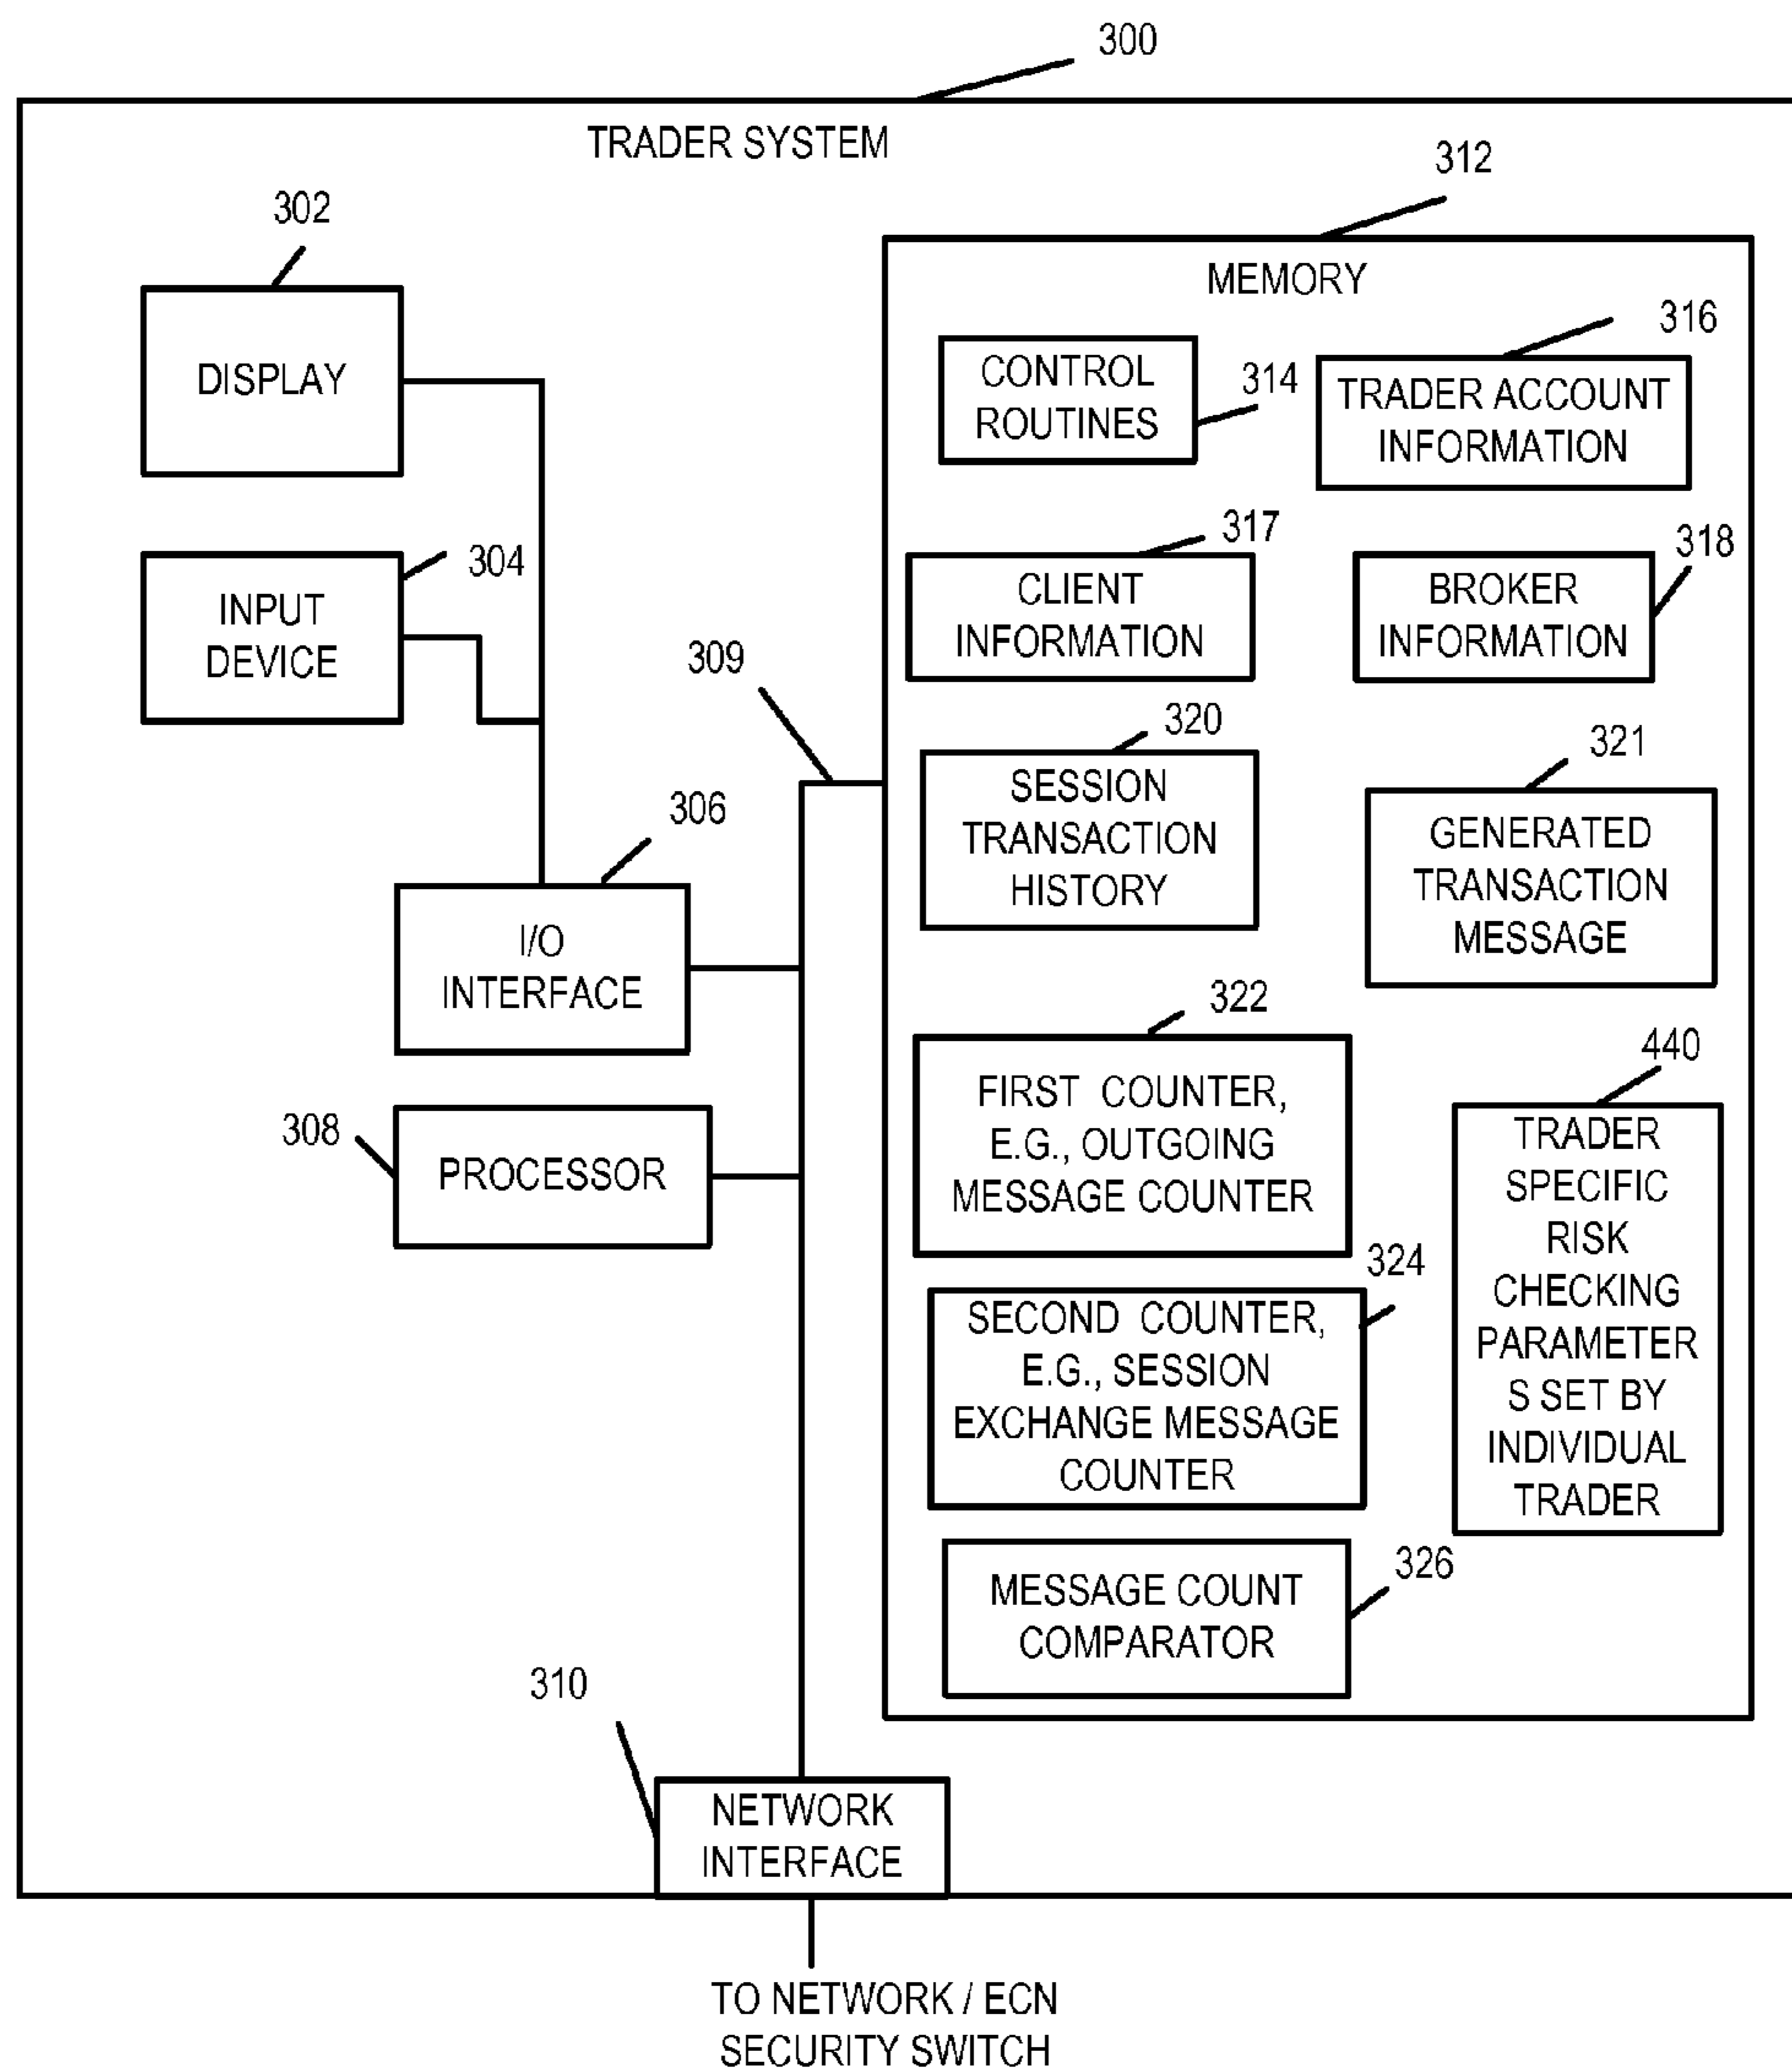 300
TRADER SYSTEM
312
302
MEMORY
316
DISPLAY
CONTROL
ROUTINES
314
TRADER ACCOUNT
INFORMATION
317
318
304
INPUT
DEVICE
CLIENT
INFORMATION
BROKER
INFORMATION
309
320
321
SESSION
TRANSACTION
HISTORY
306
GENERATED
TRANSACTION
MESSAGE
I/O
INTERFACE
322
440
FIRST COUNTER,
E.G., OUTGOING
MESSAGE COUNTER
308
PROCESSOR
TRADER
SPECIFIC
RISK
CHECKING
PARAMETER
S SET BY
INDIVIDUAL
TRADER
324
SECOND COUNTER,
E.G., SESSION
EXCHANGE MESSAGE
COUNTER
326
MESSAGE COUNT
COMPARATOR
310
NETWORK
INTERFACE
TO NETWORK / ECN
SECURITY SWITCH